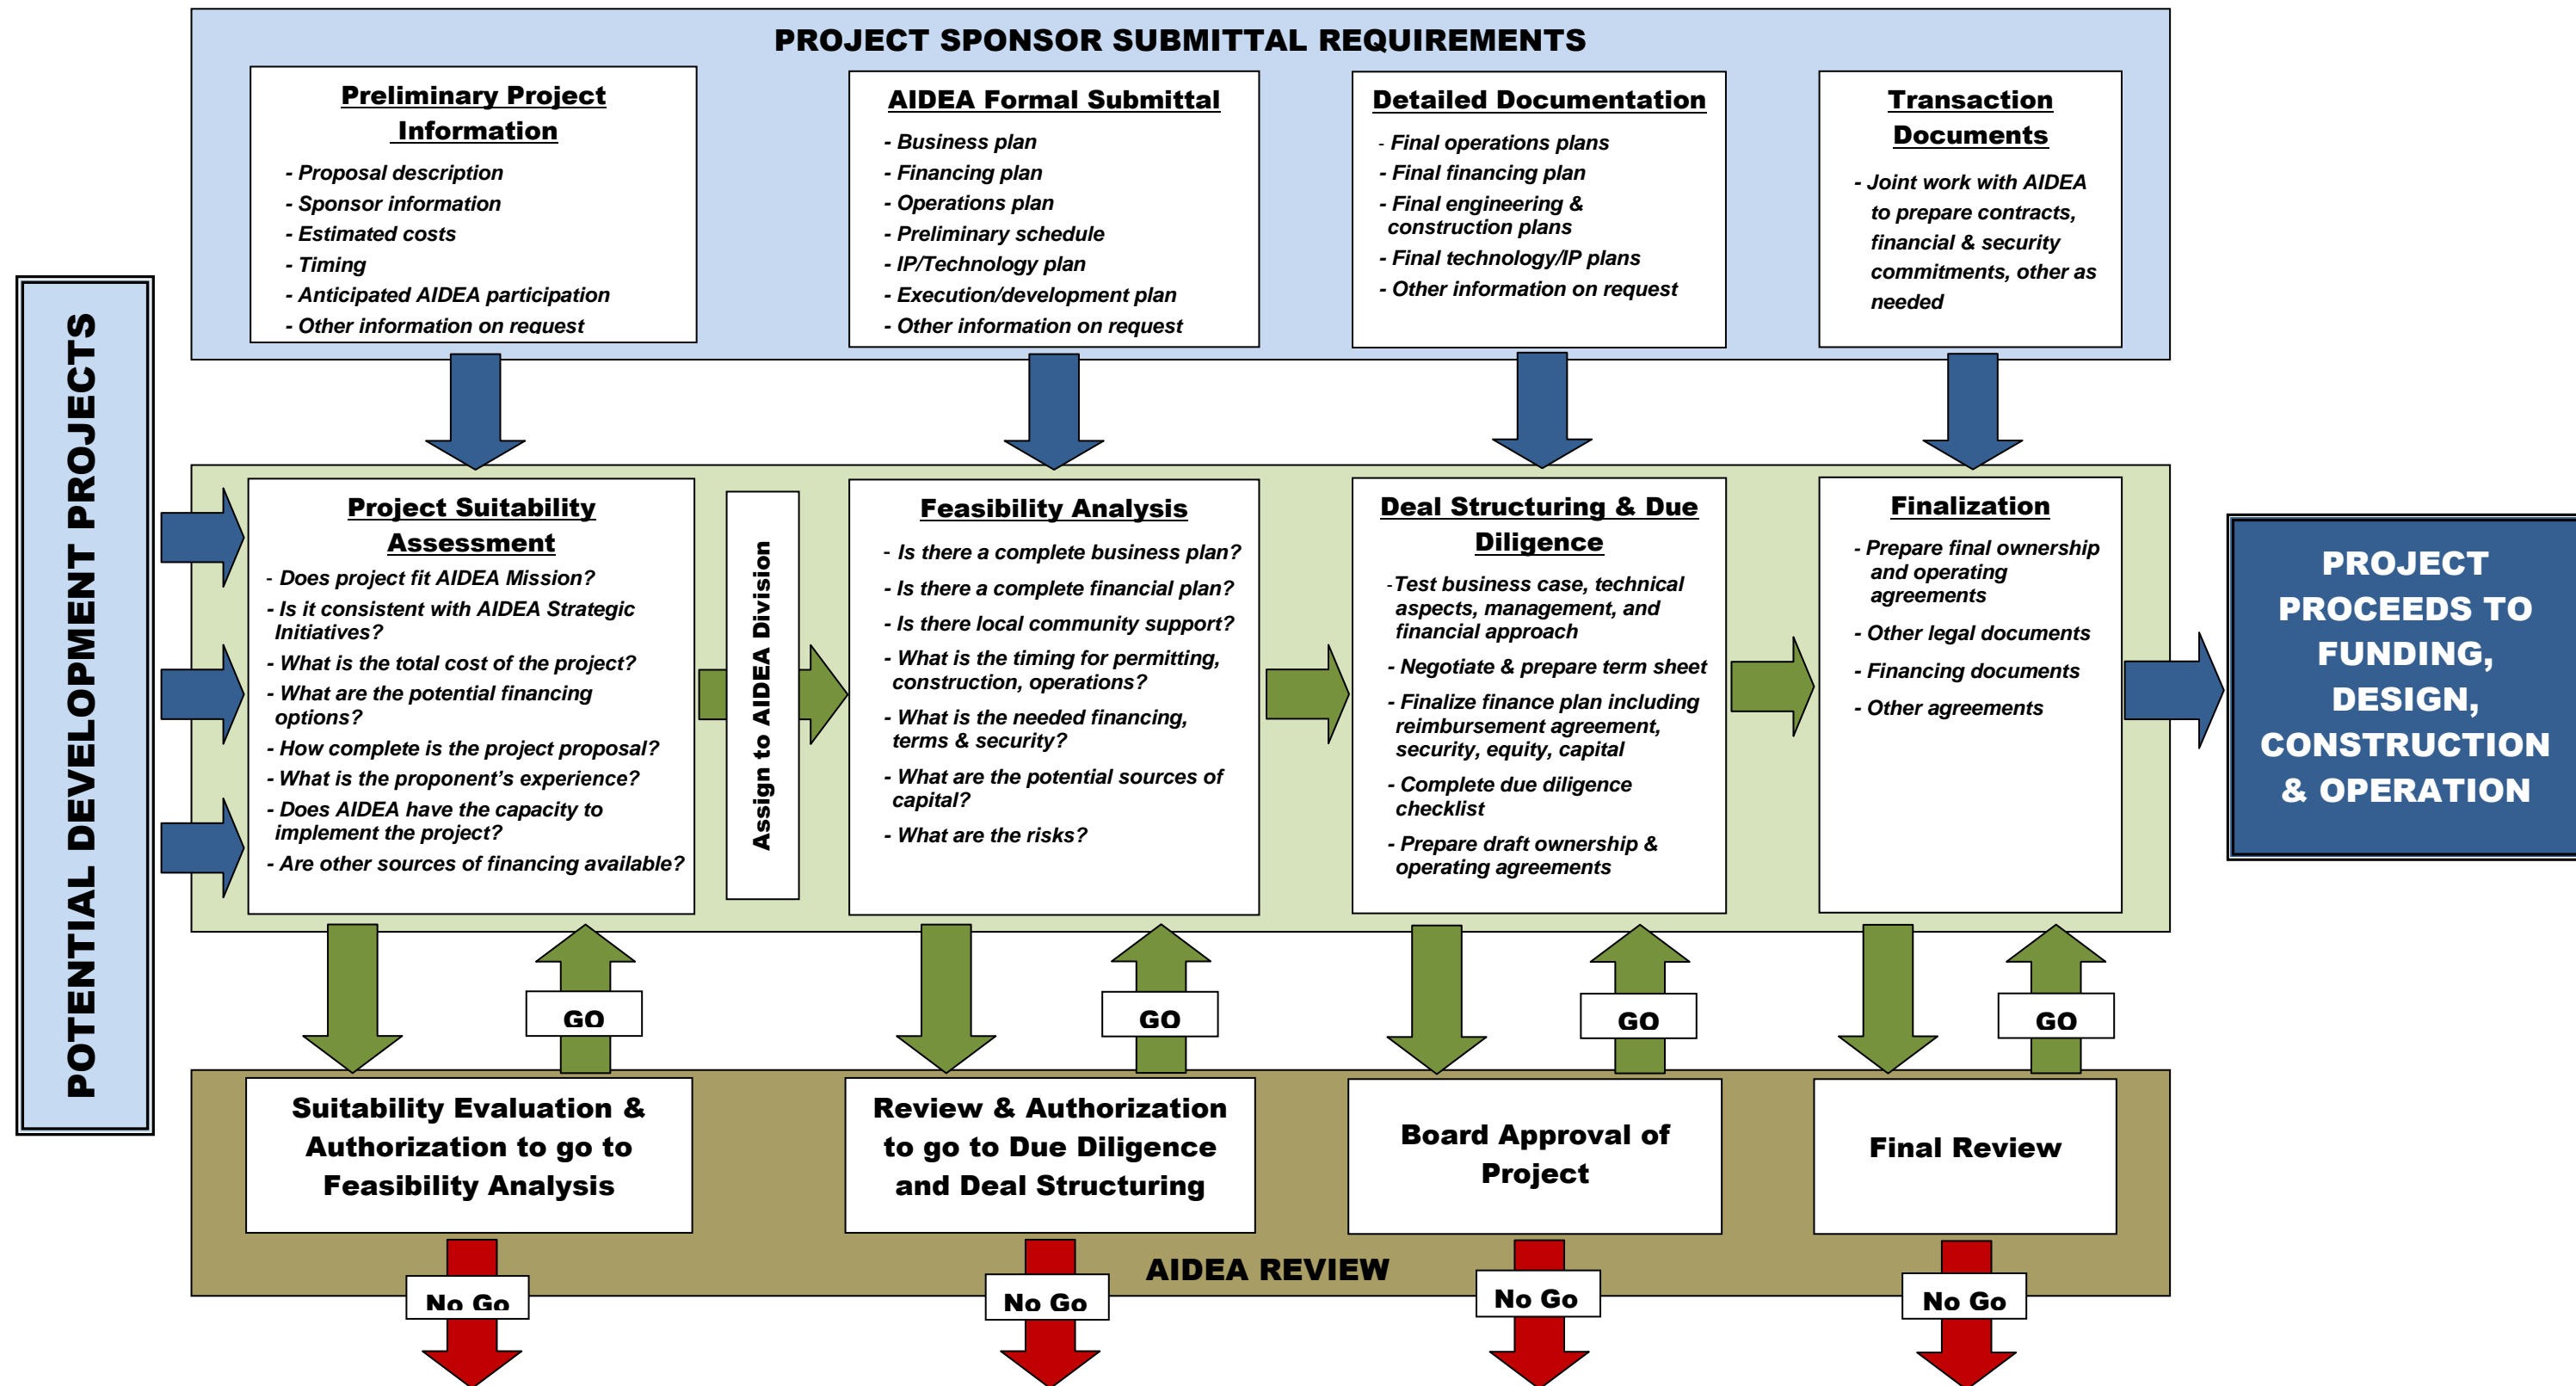 PROJECT SPONSOR SUBMITTAL REQUIREMENTS
Preliminary Project
Information
- Proposal description
- Sponsor information
- Estimated costs
- Timing
- Anticipated AIDEA participation
- Other information on request
AIDEA Formal Submittal
- Business plan
- Financing plan
- Operations plan
- Preliminary schedule
- IP/Technology plan
- Execution/development plan
- Other information on request
Detailed Documentation
- Final operations plans
- Final financing plan
- Final engineering &
construction plans
- Final technology/IP plans
- Other information on request
Transaction
Documents
- Joint work with AIDEA
to prepare contracts,
financial & security
commitments, other as
needed
POTENTIAL DEVELOPMENT PROJECTS
Project Suitability
Assessment
- Does project fit AIDEA Mission?
- Is it consistent with AIDEA Strategic
Initiatives?
- What is the total cost of the project?
- What are the potential financing
options?
- How complete is the project proposal?
- What is the proponent's experience?
- Does AIDEA have the capacity to
implement the project?
- Are other sources of financing available?
Assign to AIDEA Division
Feasibility Analysis
- Is there a complete business plan?
- Is there a complete financial plan?
- Is there local community support?
- What is the timing for permitting,
construction, operations?
- What is the needed financing,
terms & security?
- What are the potential sources of
capital?
- What are the risks?
Deal Structuring & Due
Diligence
-Test business case, technical
aspects, management, and
financial approach
- Negotiate & prepare term sheet
- Finalize finance plan including
reimbursement agreement,
security, equity, capital
- Complete due diligence
checklist
- Prepare draft ownership &
operating agreements
Finalization
- Prepare final ownership
and operating
agreements
- Other legal documents
- Financing documents
- Other agreements
PROJECT
PROCEEDS TO
FUNDING,
DESIGN,
CONSTRUCTION
& OPERATION
GO
GO
GO
GO
Suitability Evaluation &
Authorization to go to
Feasibility Analysis
Review & Authorization
to go to Due Diligence
and Deal Structuring
Board Approval of
Project
Final Review
AIDEA REVIEW
No Go
No Go
No Go
No Go